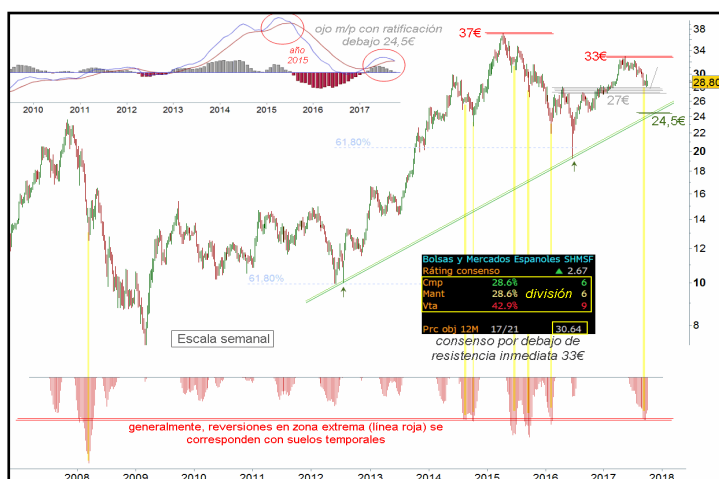 ojo m/p con ratificación
debajo 24,5€
año
2015
37€
33€
38
34
30
28,80
28
26
24
22
20
18
16
14
12
10
8
27€
24,5€
2010 2011 2012 2013 2014 2015 2016 2017
61,80%
61,80%
Bolsas y Mercados Espanoles SHMSF
Ráting consenso 2.67
Cmp 28.6% 6
Mant 28.6% división 6
Vta 42.9% 9
Prc obj 12M 17/21 30.64
consenso por debajo de
resistencia inmediata 33€
Escala semanal
generalmente, reversiones en zona extrema (línea roja) se
corresponden con suelos temporales
2008 2009 2010 2011 2012 2013 2014 2015 2016 2017 2018